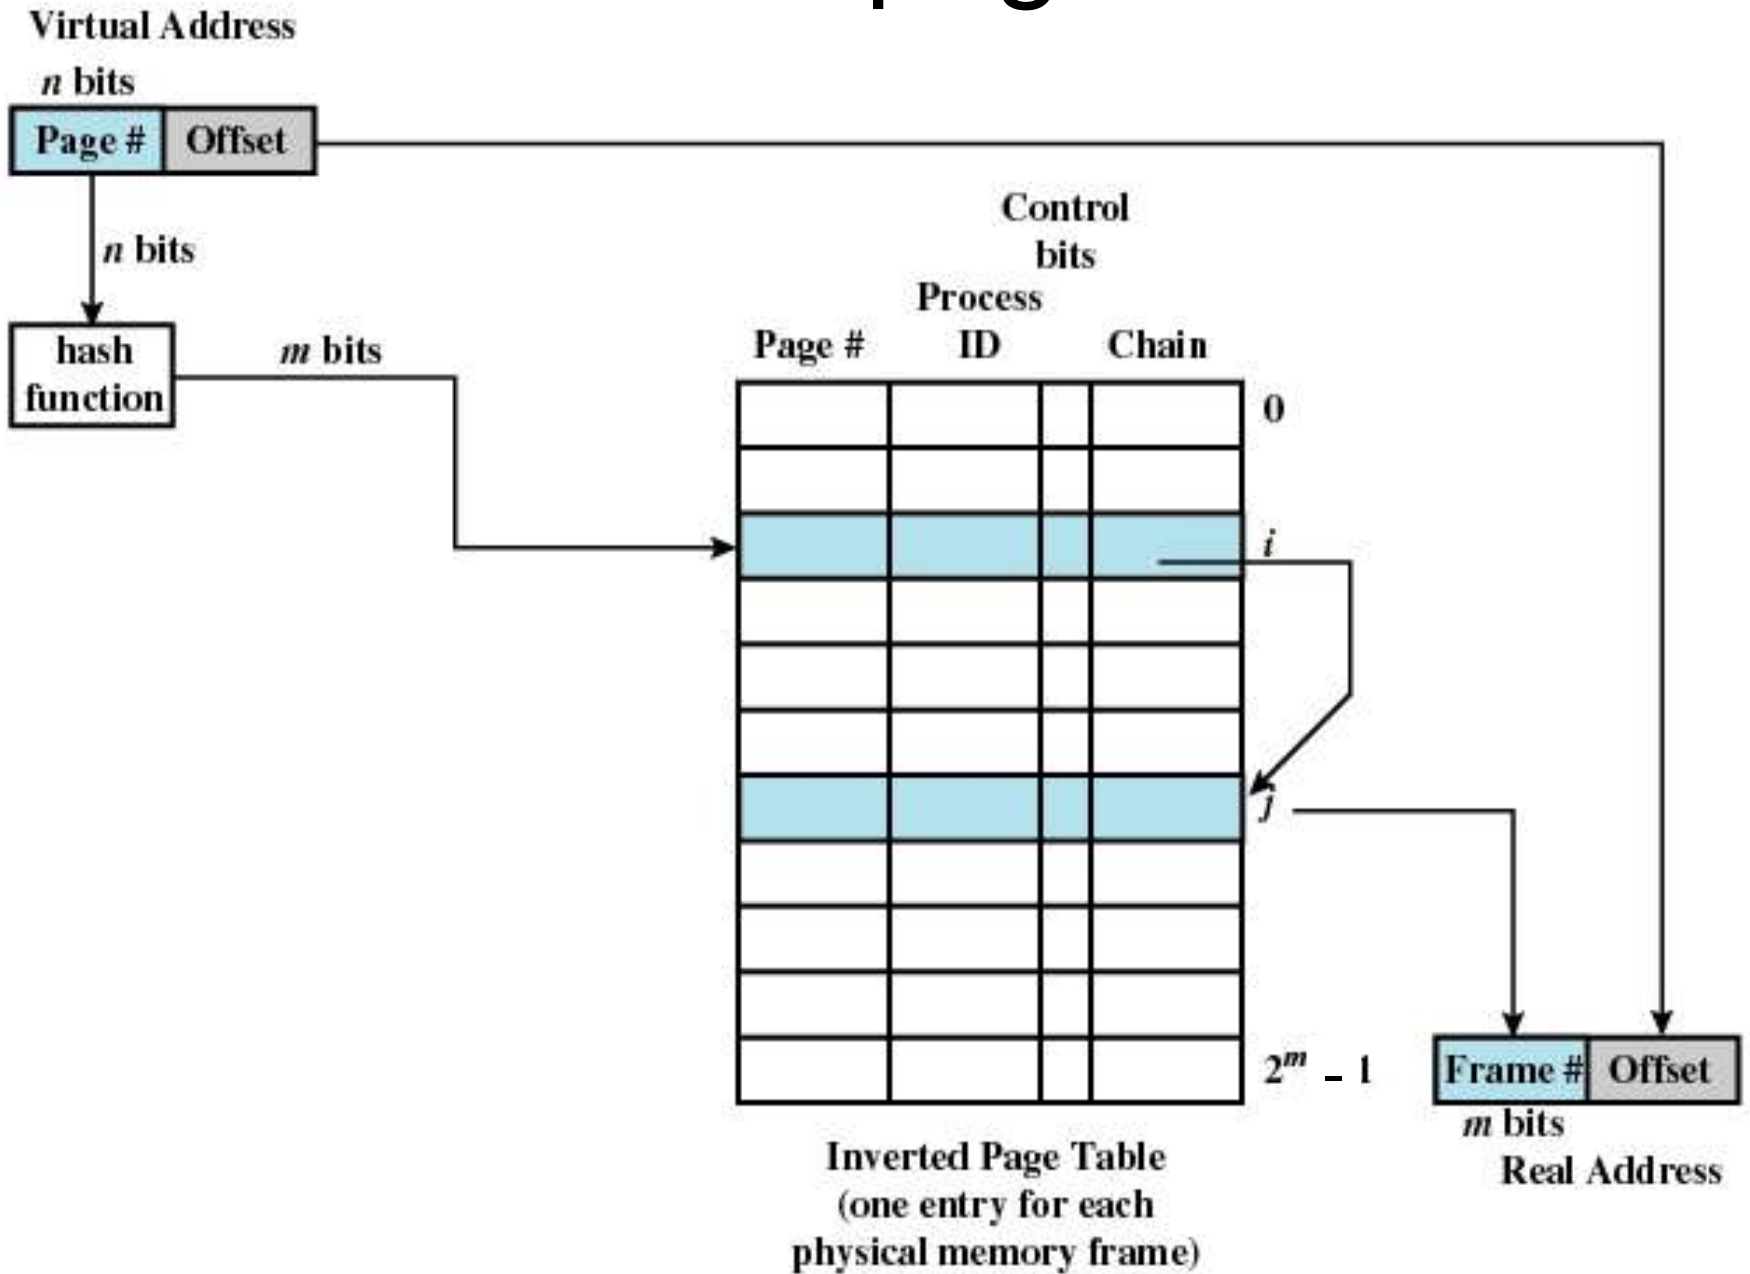 Virtual Address
n bits
Page #
Offset
n bits
hash
function
m bits
Control
bits
Process
Page #
ID
Chain
0
i
j
2^m - 1
Frame #
Offset
m bits
Real Address
Inverted Page Table
(one entry for each
physical memory frame)